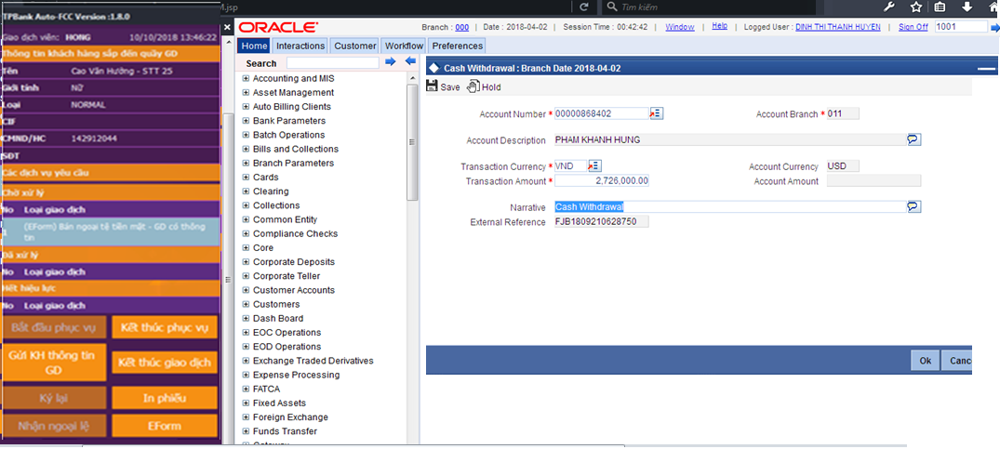 TPBank Auto-FCC Version :1.8.0
Giao dịch viên: HONG 10/10/2018 13:46:22
Thông tin khách hàng sắp đến quầy GD
Tên Cao Văn Hưởng - STT 25
Giới tính NỮ
Loại NORMAL
CIF
CMND/HC 142912044
SĐT
Các dịch vụ yêu cầu
Chờ xử lý
No Loại giao dịch
1 (EForm) Bán ngoại tệ tiền mặt - GD có thông tin
Đã xử lý
No Loại giao dịch
Hết hiệu lực
No Loại giao dịch
Bắt đầu phục vụ Kết thúc phục vụ
Gửi KH thông tin GD Kết thúc giao dịch
Ký lại In phiếu
Nhận ngoại lệ EForm
M.jsp
Tìm kiếm
ORACLE
Branch : 000 | Date : 2018-04-02 | Session Time : 00:42:42 | Window | Help | Logged User : DINH THI THANH HUYEN | Sign Off 1001
Home Interactions Customer Workflow Preferences
Search
Accounting and MIS
Asset Management
Auto Billing Clients
Bank Parameters
Batch Operations
Bills and Collections
Branch Parameters
Cards
Clearing
Collections
Common Entity
Compliance Checks
Core
Corporate Deposits
Corporate Teller
Customer Accounts
Customers
Dash Board
EOC Operations
EOD Operations
Exchange Traded Derivatives
Expense Processing
FATCA
Fixed Assets
Foreign Exchange
Funds Transfer
Cash Withdrawal : Branch Date 2018-04-02
Save Hold
Account Number * 00000868402 Account Branch * 011
Account Description PHAM KHANH HUNG
Transaction Currency * VND Account Currency USD
Transaction Amount * 2,726,000.00 Account Amount
Narrative Cash Withdrawal
External Reference FJB1809210628750
Ok Canc